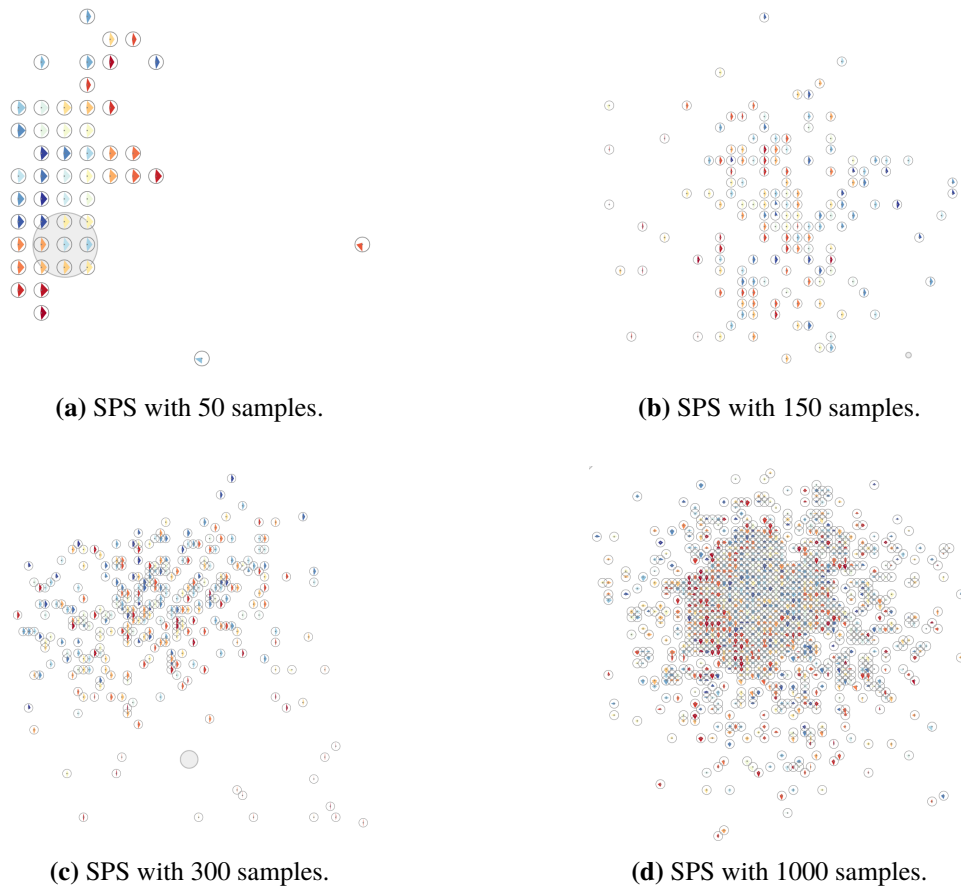 (a) SPS with 50 samples.
(b) SPS with 150 samples.
(c) SPS with 300 samples.
(d) SPS with 1000 samples.